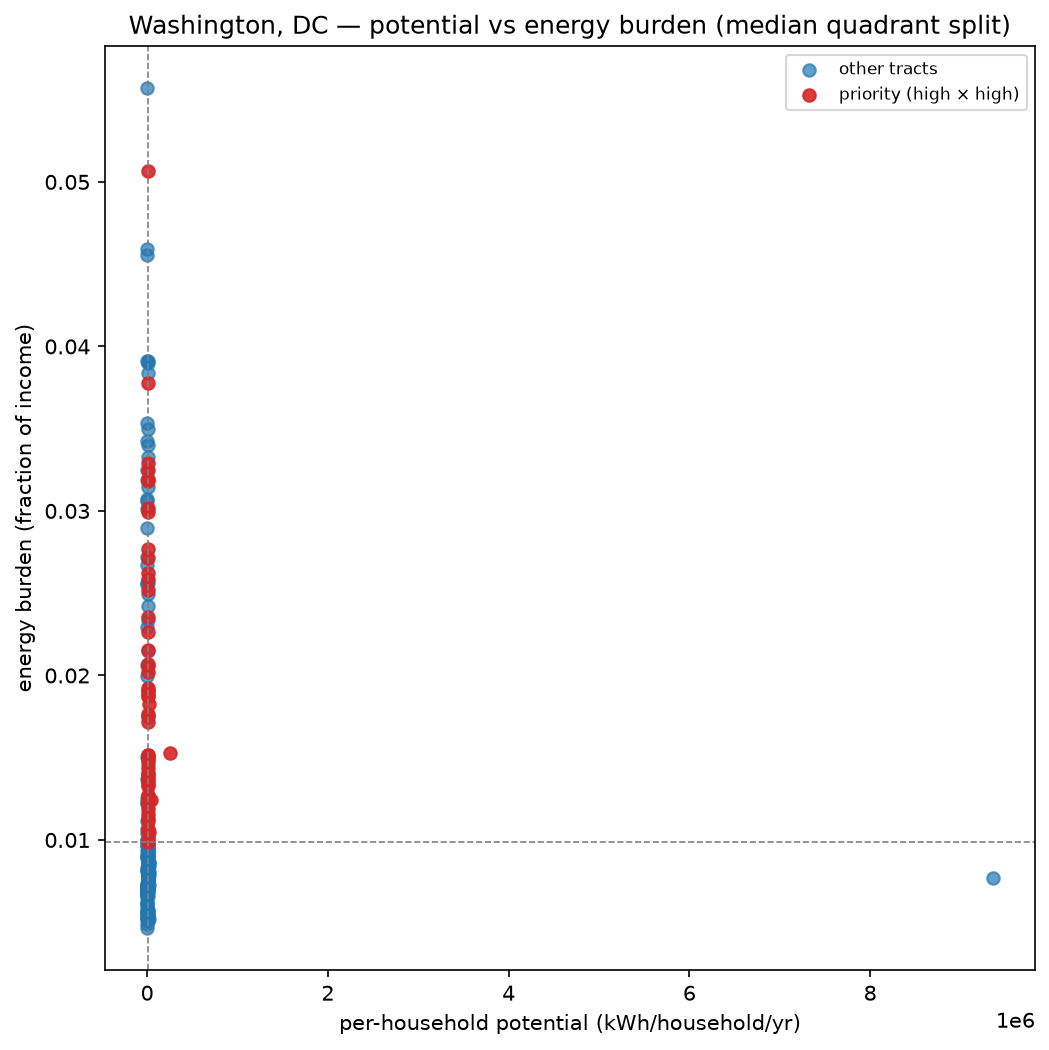 Washington, DC — potential vs energy burden (median quadrant split)
other tracts
priority (high × high)
energy burden (fraction of income)
0.05
0.04
0.03
0.02
0.01
0 2 4 6 8
1e6
per-household potential (kWh/household/yr)